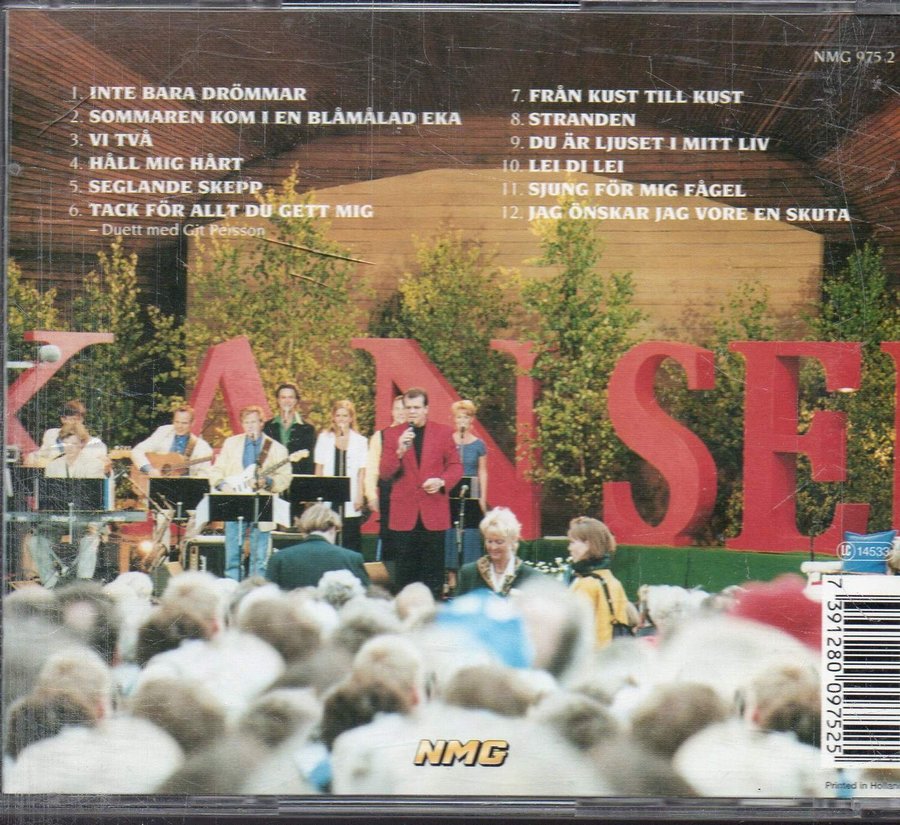 NMG 975 2
1. INTE BARA DRÖMMAR
2. SOMMAREN KOM I EN BLÅMÅLAD EKA
3. VI TVÅ
4. HÅLL MIG HÅRT
5. SEGLANDE SKEPP
6. TACK FÖR ALLT DU GETT MIG
– Duett med Git Persson
7. FRÅN KUST TILL KUST
8. STRANDEN
9. DU ÄR LJUSET I MITT LIV
10. LEI DI LEI
11. SJUNG FÖR MIG FÅGEL
12. JAG ÖNSKAR JAG VORE EN SKUTA
KANSE
LC 14533
7 391280 097525
NMG
Printed in Holland